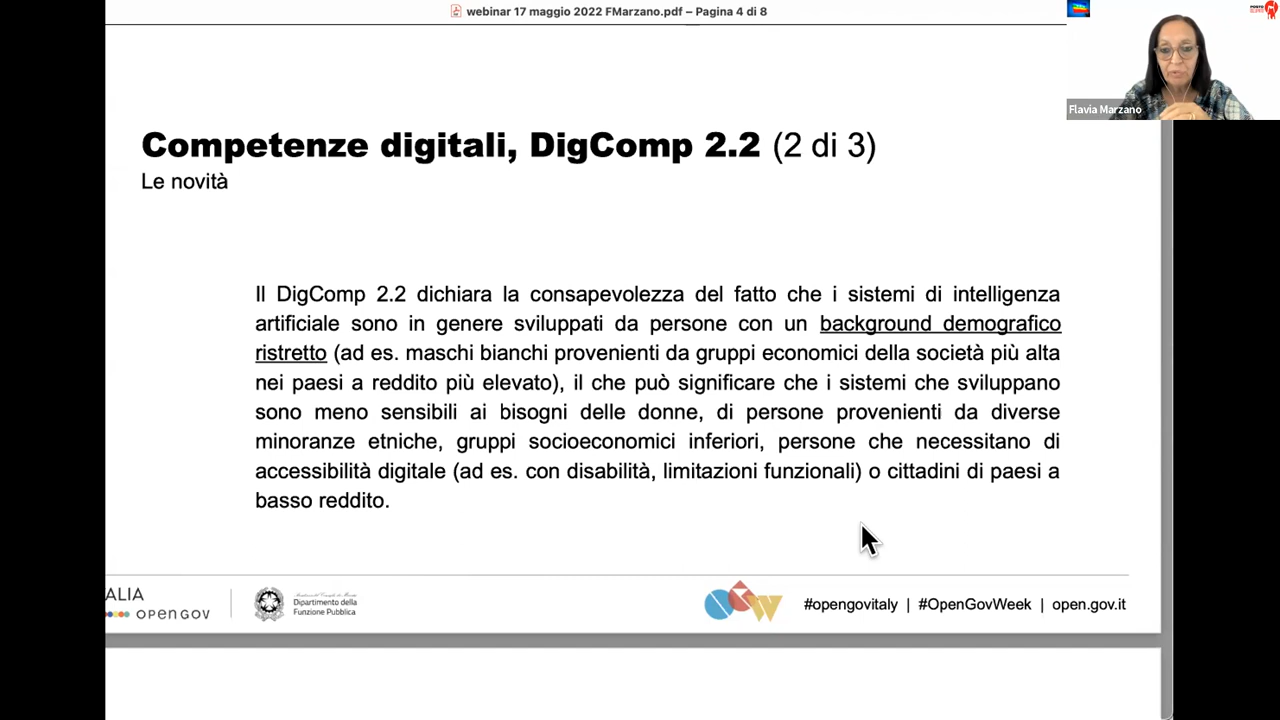 webinar 17 maggio 2022 FMarzano.pdf – Pagina 4 di 8
Flavia Marzano
Competenze digitali, DigComp 2.2 (2 di 3)
Le novità
Il DigComp 2.2 dichiara la consapevolezza del fatto che i sistemi di intelligenza
artificiale sono in genere sviluppati da persone con un background demografico
ristretto (ad es. maschi bianchi provenienti da gruppi economici della società più alta
nei paesi a reddito più elevato), il che può significare che i sistemi che sviluppano
sono meno sensibili ai bisogni delle donne, di persone provenienti da diverse
minoranze etniche, gruppi socioeconomici inferiori, persone che necessitano di
accessibilità digitale (ad es. con disabilità, limitazioni funzionali) o cittadini di paesi a
basso reddito.
ALIA
OPENGOV
Dipartimento della
Funzione Pubblica
#opengovitaly | #OpenGovWeek | open.gov.it